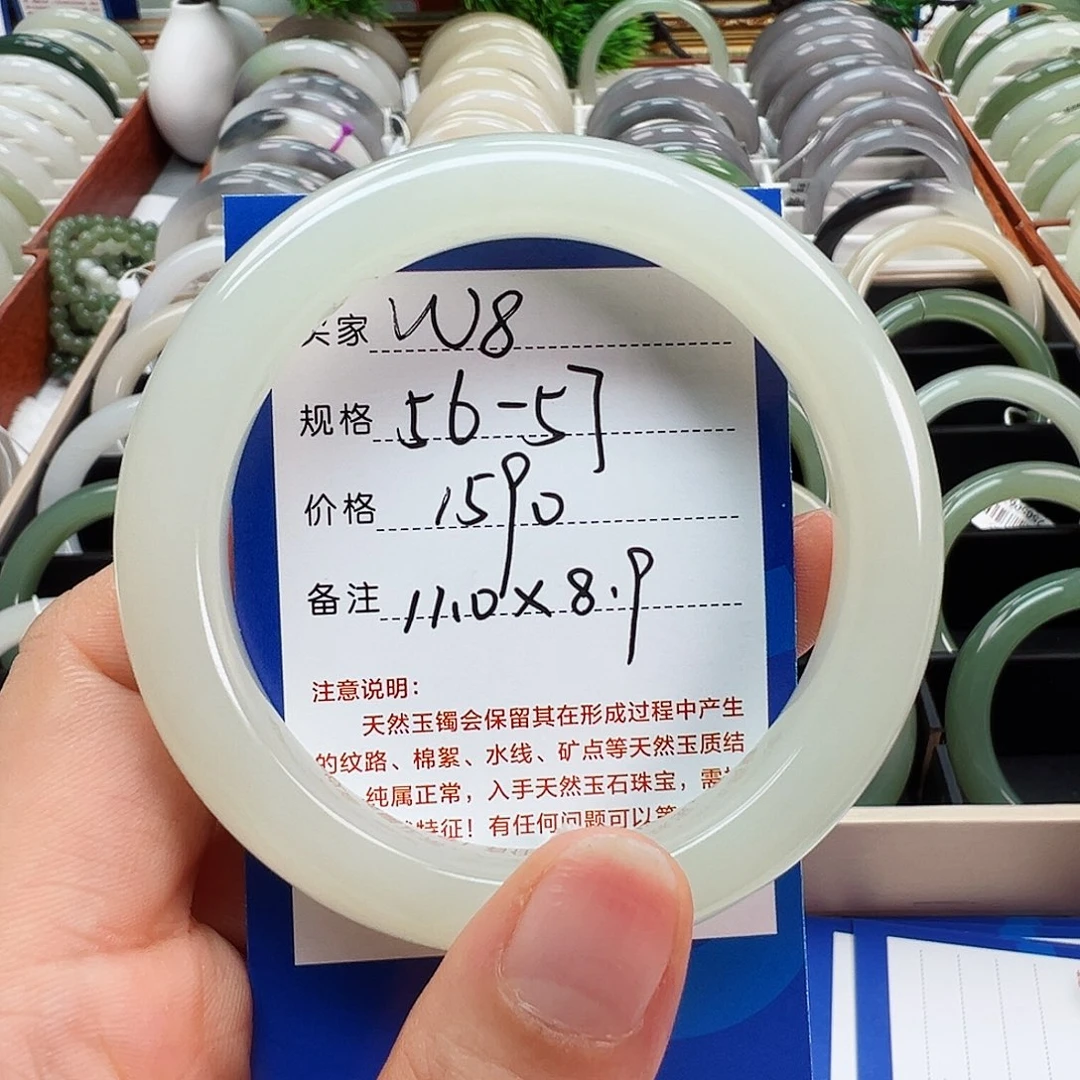 买家 W8
规格 56-57
价格 1590
备注 11.0×8.9
注意说明：
天然玉镯会保留其在形成过程中产生
的纹路、棉絮、水线、矿点等天然玉质结
纯属正常，入手天然玉石珠宝，需
特征！有任何问题可以